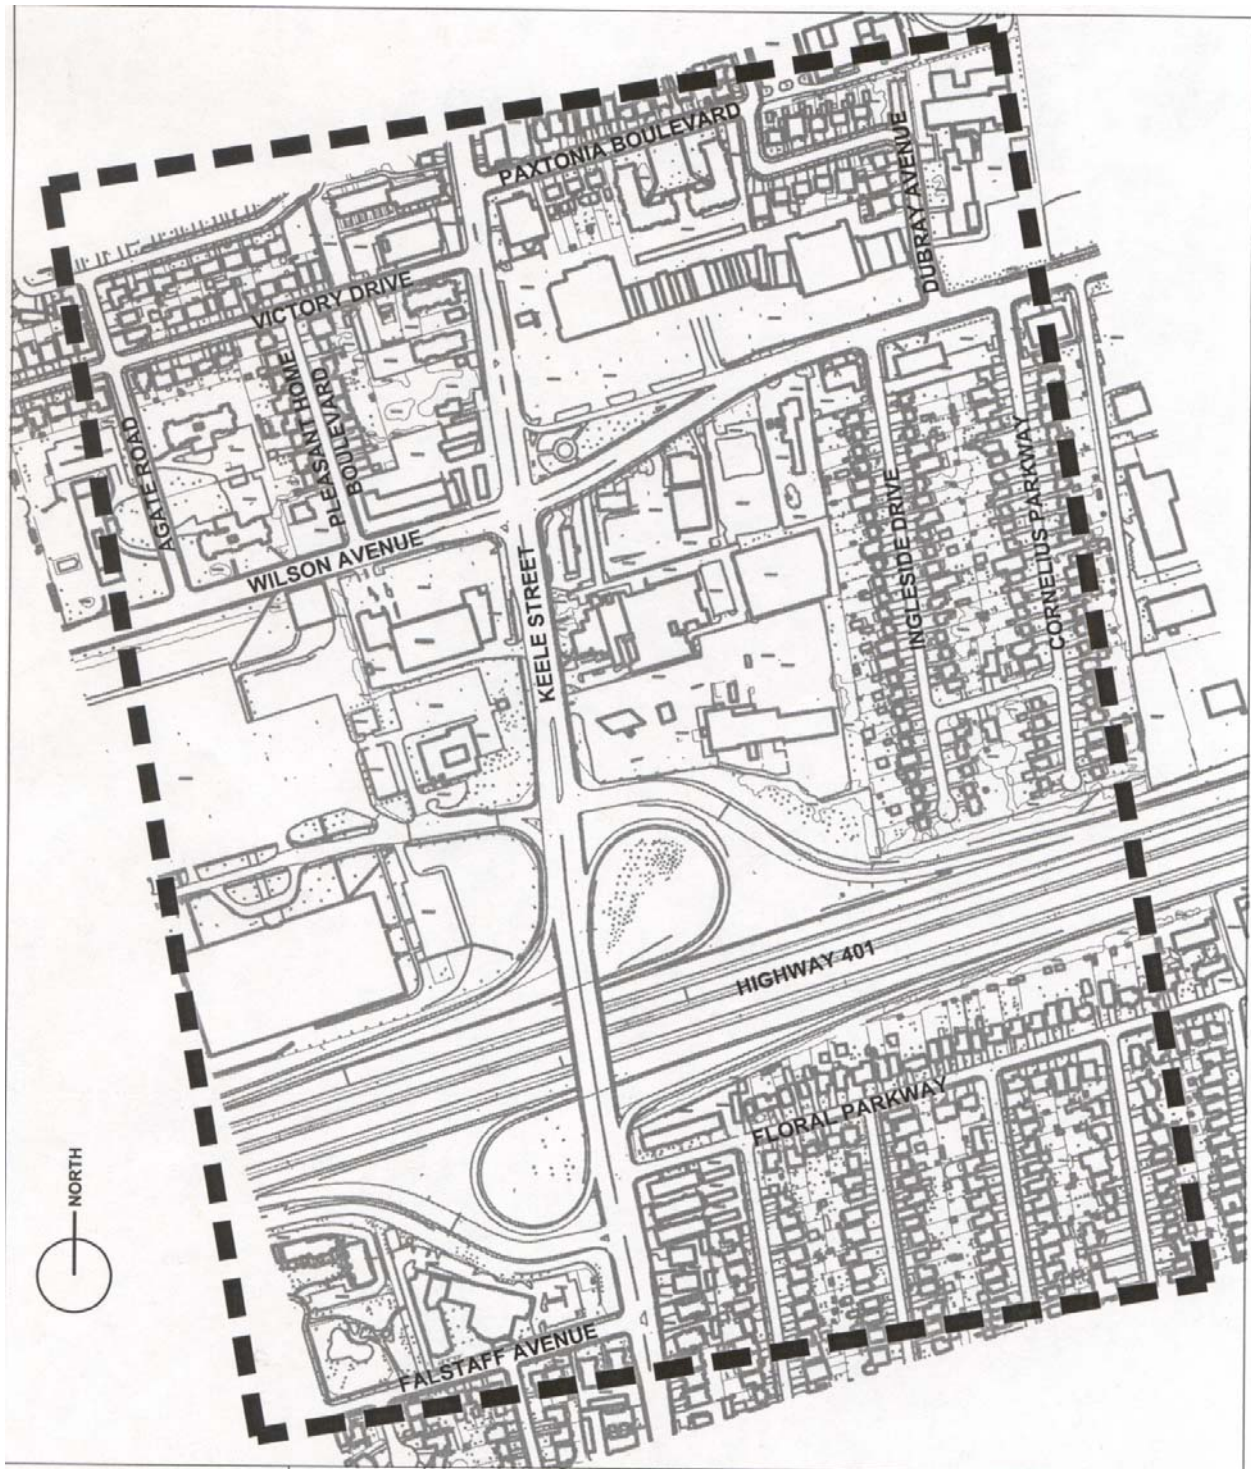 PAXTONIA BOULEVARD
DUBRAY AVENUE
VICTORY DRIVE
PLEASANT HOME
BOULEVARD
AGATE ROAD
WILSON AVENUE
KEELE STREET
INGLESIDE DRIVE
CORNELIUS PARKWAY
HIGHWAY 401
FLORAL PARKWAY
NORTH
FALSTAFF AVENUE